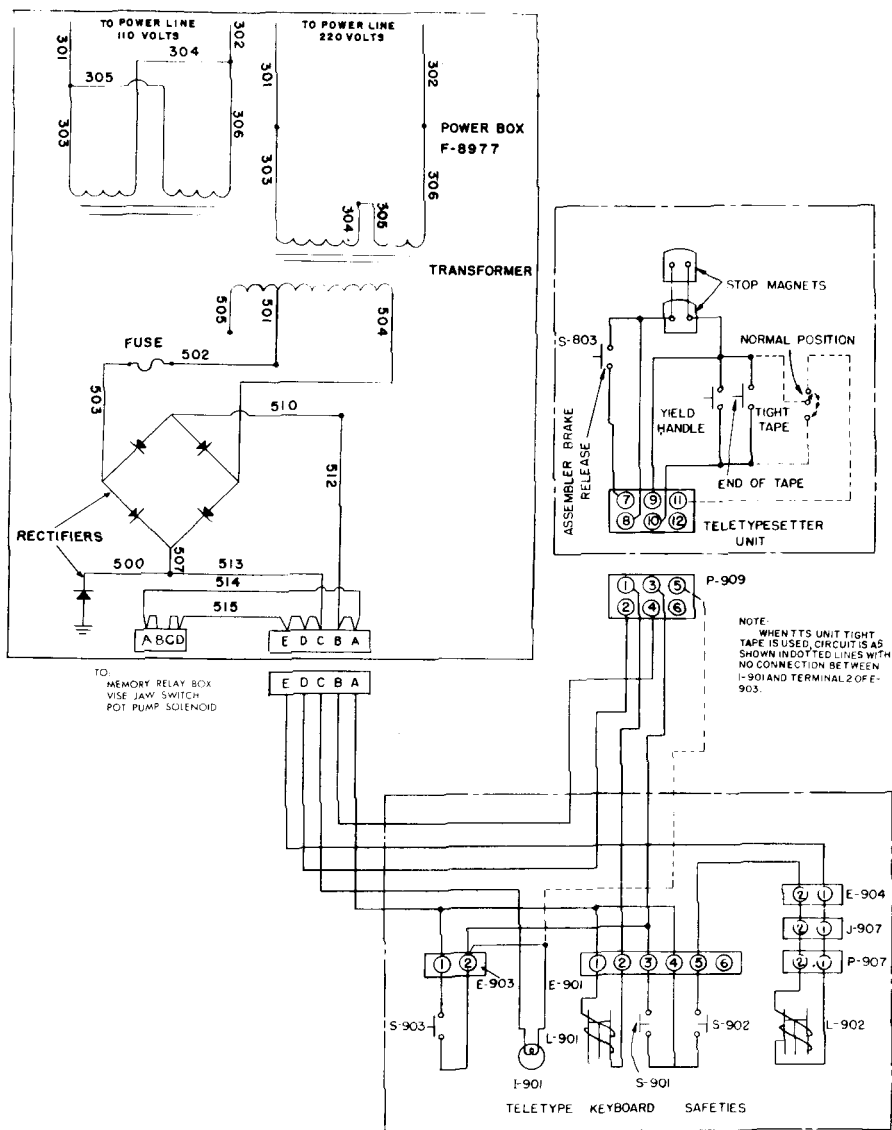 TO POWER LINE
110 VOLTS
TO POWER LINE
220 VOLTS
301
302
304
305
303
306
301
302
303
306
304
305
POWER BOX
F-8977
TRANSFORMER
505
501
504
FUSE
502
503
510
512
RECTIFIERS
507
500
513
514
515
A B C D
E D C B A
E D C B A
TO:
MEMORY RELAY BOX
VISE JAW SWITCH
POT PUMP SOLENOID
STOP MAGNETS
S-803
NORMAL POSITION
YIELD
HANDLE
TIGHT
TAPE
END OF TAPE
ASSEMBLER BRAKE
RELEASE
7 9 11
8 10 12
TELETYPESETTER
UNIT
1 3 5
2 4 6
P-909
NOTE:
WHEN TTS UNIT TIGHT
TAPE IS USED, CIRCUIT IS AS
SHOWN IN DOTTED LINES WITH
NO CONNECTION BETWEEN
I-901 AND TERMINAL 2 OF E-
903.
2 1
E-904
2 1
J-907
2 1
P-907
1 2
E-903
E-901
1 2 3 4 5 6
S-903
L-901
S-902
L-902
I-901
S-901
TELETYPE KEYBOARD SAFETIES